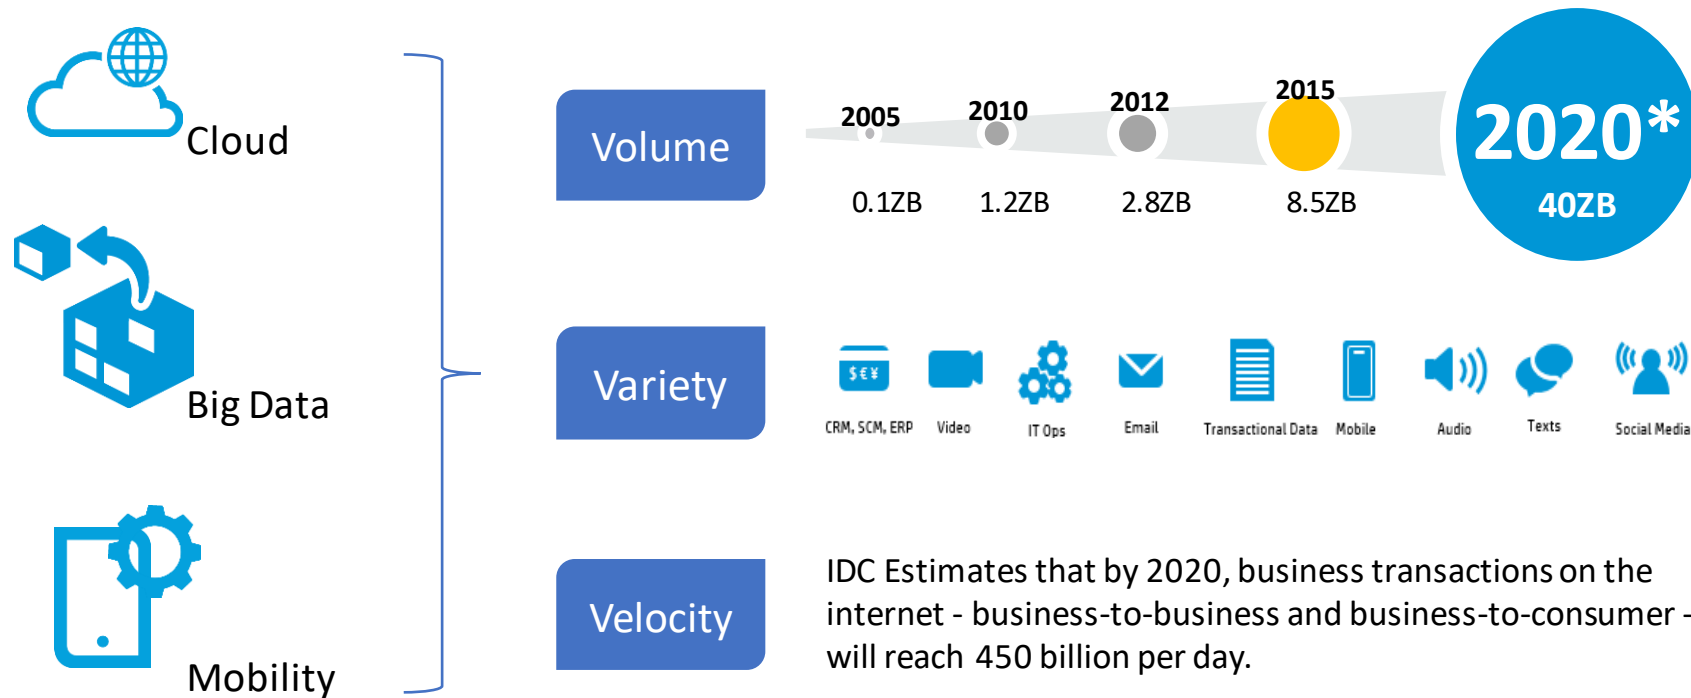 Cloud
Big Data
Mobility
Volume
2005
2010
2012
2015
2020*
0.1ZB
1.2ZB
2.8ZB
8.5ZB
40ZB
Variety
$€¥
CRM, SCM, ERP
Video
IT Ops
Email
Transactional Data
Mobile
Audio
Texts
Social Media
Velocity
IDC Estimates that by 2020, business transactions on the
internet - business-to-business and business-to-consumer -
will reach 450 billion per day.